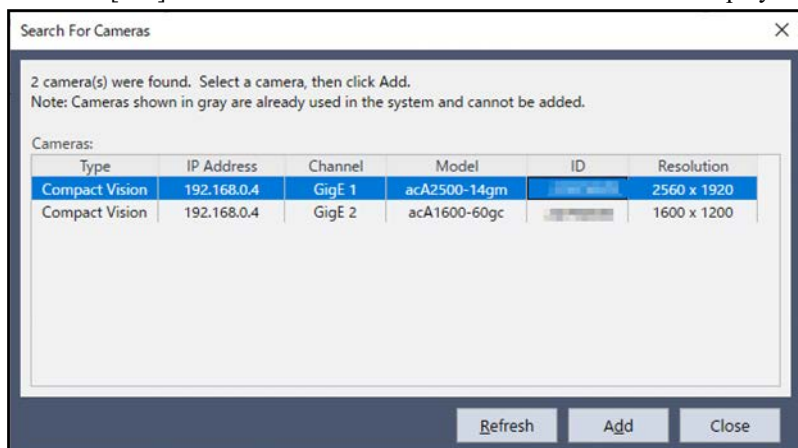 Search For Cameras
2 camera(s) were found. Select a camera, then click Add.
Note: Cameras shown in gray are already used in the system and cannot be added.
Cameras:
Type IP Address Channel Model ID Resolution
Compact Vision 192.168.0.4 GigE 1 acA2500-14gm 2560 x 1920
Compact Vision 192.168.0.4 GigE 2 acA1600-60gc 1600 x 1200
Refresh Add Close